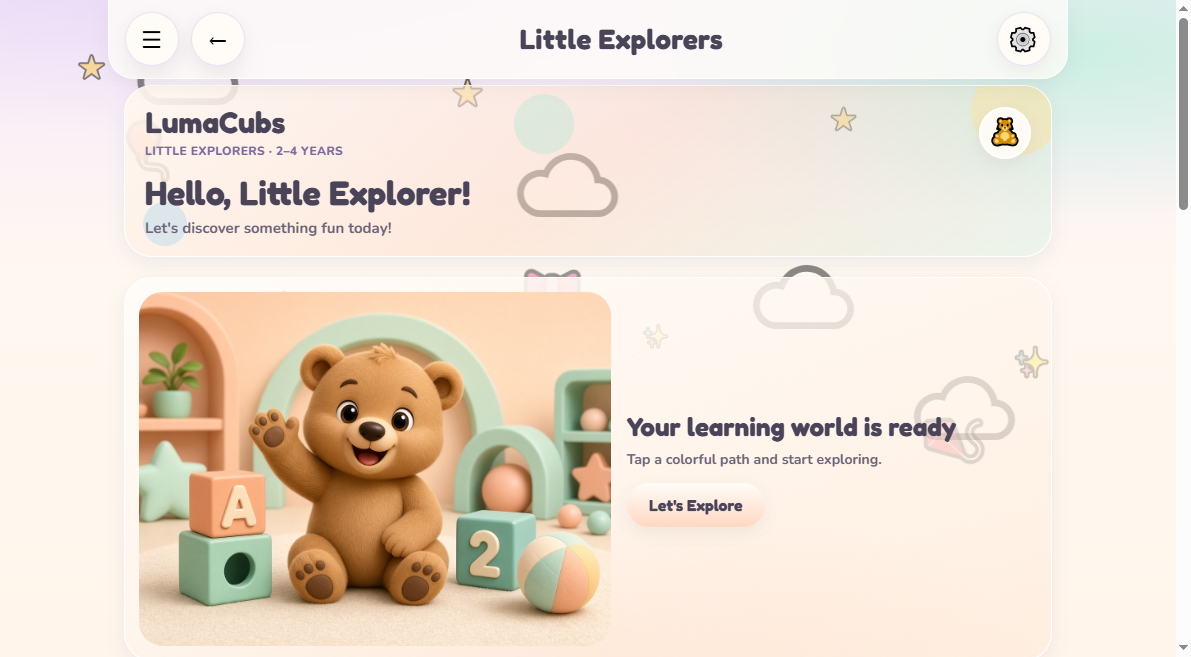 Little Explorers
LumaCubs
LITTLE EXPLORERS · 2–4 YEARS
Hello, Little Explorer!
Let's discover something fun today!
A
2
Your learning world is ready
Tap a colorful path and start exploring.
Let's Explore